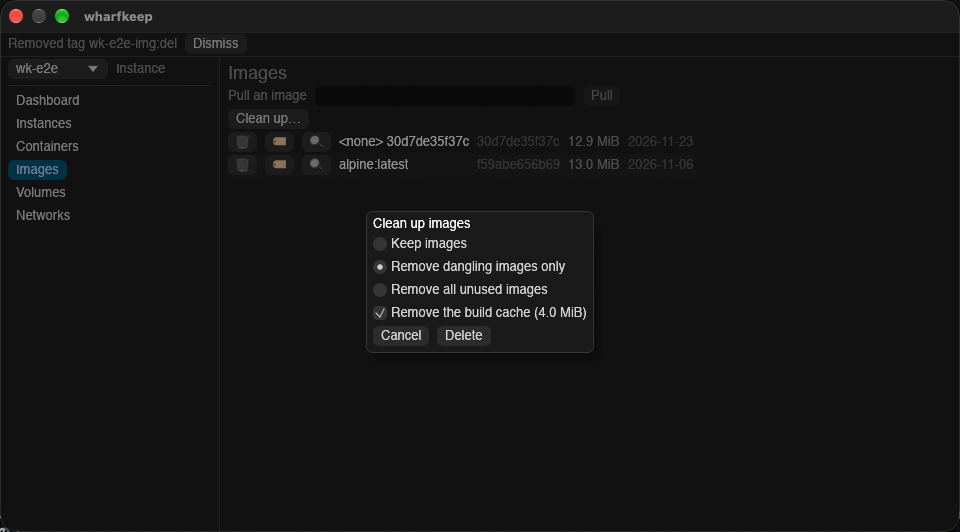 wharfkeep
Removed tag wk-e2e-img:del Dismiss
wk-e2e Instance
Dashboard
Instances
Containers
Images
Volumes
Networks
Images
Pull an image Pull
Clean up...
<none> 30d7de35f37c 30d7de35f37c 12.9 MiB 2026-11-23
alpine:latest f59abe656b69 13.0 MiB 2026-11-06
Clean up images
Keep images
Remove dangling images only
Remove all unused images
Remove the build cache (4.0 MiB)
Cancel Delete